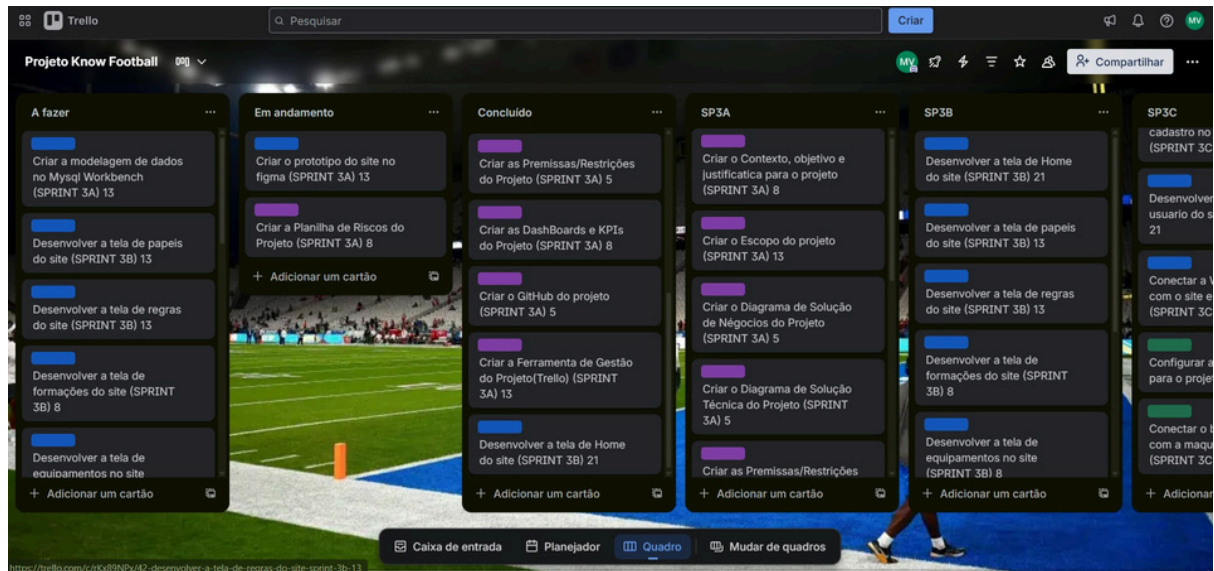 Trello
Pesquisar
Criar
MV
Projeto Know Football
MV
Compartilhar
A fazer
Criar a modelagem de dados
no Mysql Workbench
(SPRINT 3A) 13
Desenvolver a tela de papeis
do site (SPRINT 3B) 13
Desenvolver a tela de regras
do site (SPRINT 3B) 13
Desenvolver a tela de
formações do site (SPRINT
3B) 8
Desenvolver a tela de
equipamentos no site
+ Adicionar um cartão
Em andamento
Criar o prototipo do site no
figma (SPRINT 3A) 13
Criar a Planilha de Riscos do
Projeto (SPRINT 3A) 8
+ Adicionar um cartão
Concluído
Criar as Premissas/Restrições
do Projeto (SPRINT 3A) 5
Criar as DashBoards e KPIs
do Projeto (SPRINT 3A) 8
Criar o GitHub do projeto
(SPRINT 3A) 5
Criar a Ferramenta de Gestão
do Projeto(Trello) (SPRINT
3A) 13
Desenvolver a tela de Home
do site (SPRINT 3B) 21
+ Adicionar um cartão
SP3A
Criar o Contexto, objetivo e
justificatica para o projeto
(SPRINT 3A) 8
Criar o Escopo do projeto
(SPRINT 3A) 13
Criar o Diagrama de Solução
de Négocios do Projeto
(SPRINT 3A) 5
Criar o Diagrama de Solução
Técnica do Projeto (SPRINT
3A) 5
Criar as Premissas/Restrições
+ Adicionar um cartão
SP3B
Desenvolver a tela de Home
do site (SPRINT 3B) 21
Desenvolver a tela de papeis
do site (SPRINT 3B) 13
Desenvolver a tela de regras
do site (SPRINT 3B) 13
Desenvolver a tela de
formações do site (SPRINT
3B) 8
Desenvolver a tela de
equipamentos no site
(SPRINT 3B) 8
+ Adicionar um cartão
SP3C
cadastro no
(SPRINT 3C
Desenvolver
usuario do s
21
Conectar a
com o site e
(SPRINT 3C
Configurar a
para o proje
Conectar o b
com a maqu
(SPRINT 3C
+ Adicionar
Caixa de entrada
Planejador
Quadro
Mudar de quadros
https://trello.com/c/rKx89NPx/42-desenvolver-a-tela-de-regras-do-site-sprint-3b-13